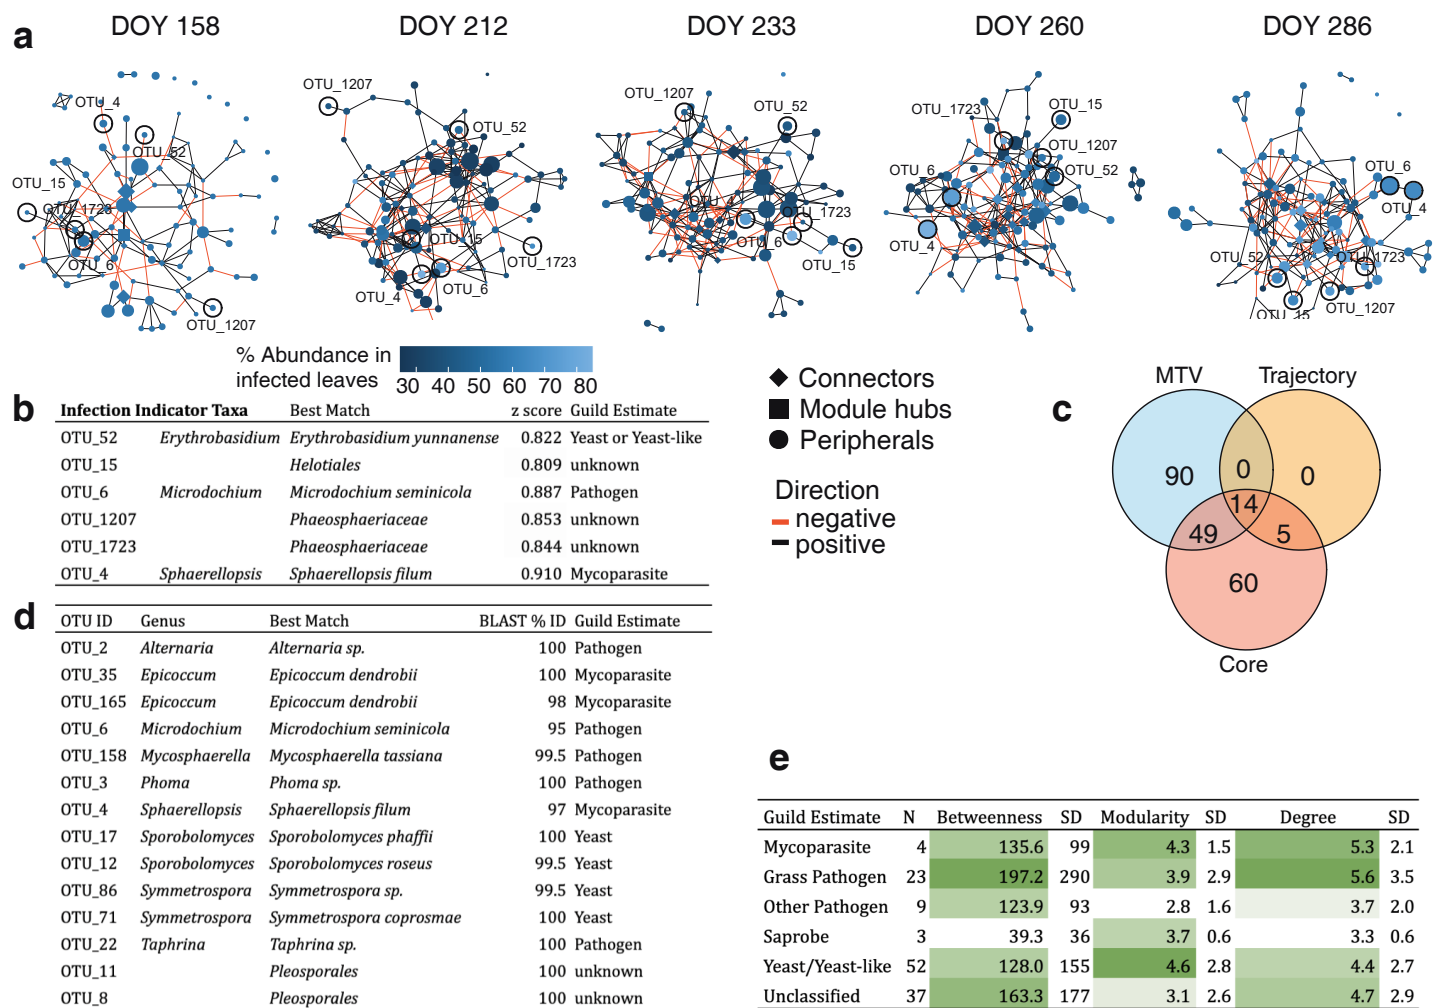 a
DOY 158
DOY 212
DOY 233
DOY 260
DOY 286
OTU_4
OTU_52
OTU_15
OTU_1723
OTU_6
OTU_1207
OTU_1207
OTU_52
OTU_15
OTU_1723
OTU_4
OTU_6
OTU_1207
OTU_52
OTU_4
OTU_1723
OTU_6
OTU_15
OTU_1723
OTU_15
OTU_1207
OTU_6
OTU_52
OTU_4
OTU_6
OTU_4
OTU_52
OTU_1723
OTU_15
OTU_1207
% Abundance in
infected leaves
30 40 50 60 70 80
Connectors
Module hubs
Peripherals
Direction
negative
positive
b
Infection Indicator Taxa Best Match z score Guild Estimate
OTU_52 Erythrobasidium Erythrobasidium yunnanense 0.822 Yeast or Yeast-like
OTU_15 Helotiales 0.809 unknown
OTU_6 Microdochium Microdochium seminicola 0.887 Pathogen
OTU_1207 Phaeosphaeriaceae 0.853 unknown
OTU_1723 Phaeosphaeriaceae 0.844 unknown
OTU_4 Sphaerellopsis Sphaerellopsis filum 0.910 Mycoparasite
c
MTV
Trajectory
90
0
0
14
49
5
60
Core
d
OTU ID Genus Best Match BLAST % ID Guild Estimate
OTU_2 Alternaria Alternaria sp. 100 Pathogen
OTU_35 Epicoccum Epicoccum dendrobii 100 Mycoparasite
OTU_165 Epicoccum Epicoccum dendrobii 98 Mycoparasite
OTU_6 Microdochium Microdochium seminicola 95 Pathogen
OTU_158 Mycosphaerella Mycosphaerella tassiana 99.5 Pathogen
OTU_3 Phoma Phoma sp. 100 Pathogen
OTU_4 Sphaerellopsis Sphaerellopsis filum 97 Mycoparasite
OTU_17 Sporobolomyces Sporobolomyces phaffii 100 Yeast
OTU_12 Sporobolomyces Sporobolomyces roseus 99.5 Yeast
OTU_86 Symmetrospora Symmetrospora sp. 99.5 Yeast
OTU_71 Symmetrospora Symmetrospora coprosmae 100 Yeast
OTU_22 Taphrina Taphrina sp. 100 Pathogen
OTU_11 Pleosporales 100 unknown
OTU_8 Pleosporales 100 unknown
e
Guild Estimate N Betweenness SD Modularity SD Degree SD
Mycoparasite 4 135.6 99 4.3 1.5 5.3 2.1
Grass Pathogen 23 197.2 290 3.9 2.9 5.6 3.5
Other Pathogen 9 123.9 93 2.8 1.6 3.7 2.0
Saprobe 3 39.3 36 3.7 0.6 3.3 0.6
Yeast/Yeast-like 52 128.0 155 4.6 2.8 4.4 2.7
Unclassified 37 163.3 177 3.1 2.6 4.7 2.9